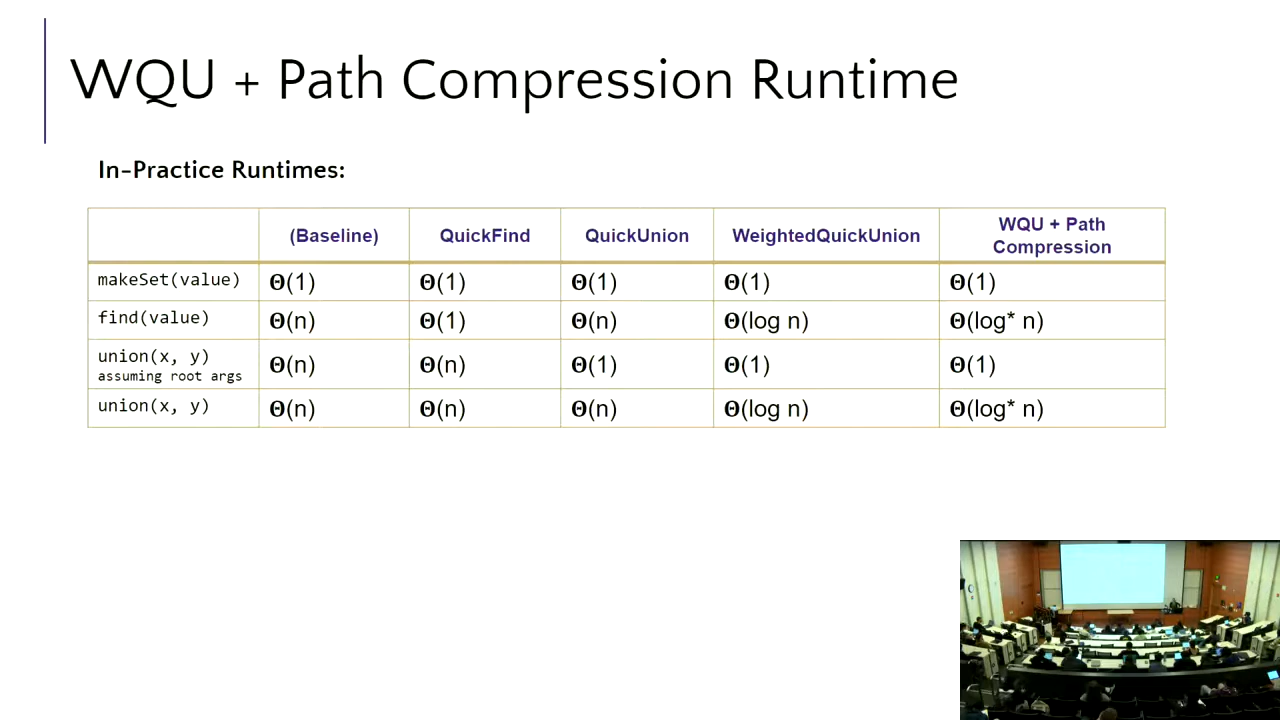 WQU + Path Compression Runtime
In-Practice Runtimes:
(Baseline) QuickFind QuickUnion WeightedQuickUnion WQU + Path Compression
makeSet(value) Θ(1) Θ(1) Θ(1) Θ(1) Θ(1)
find(value) Θ(n) Θ(1) Θ(n) Θ(log n) Θ(log* n)
union(x, y) assuming root args Θ(n) Θ(n) Θ(1) Θ(1) Θ(1)
union(x, y) Θ(n) Θ(n) Θ(n) Θ(log n) Θ(log* n)